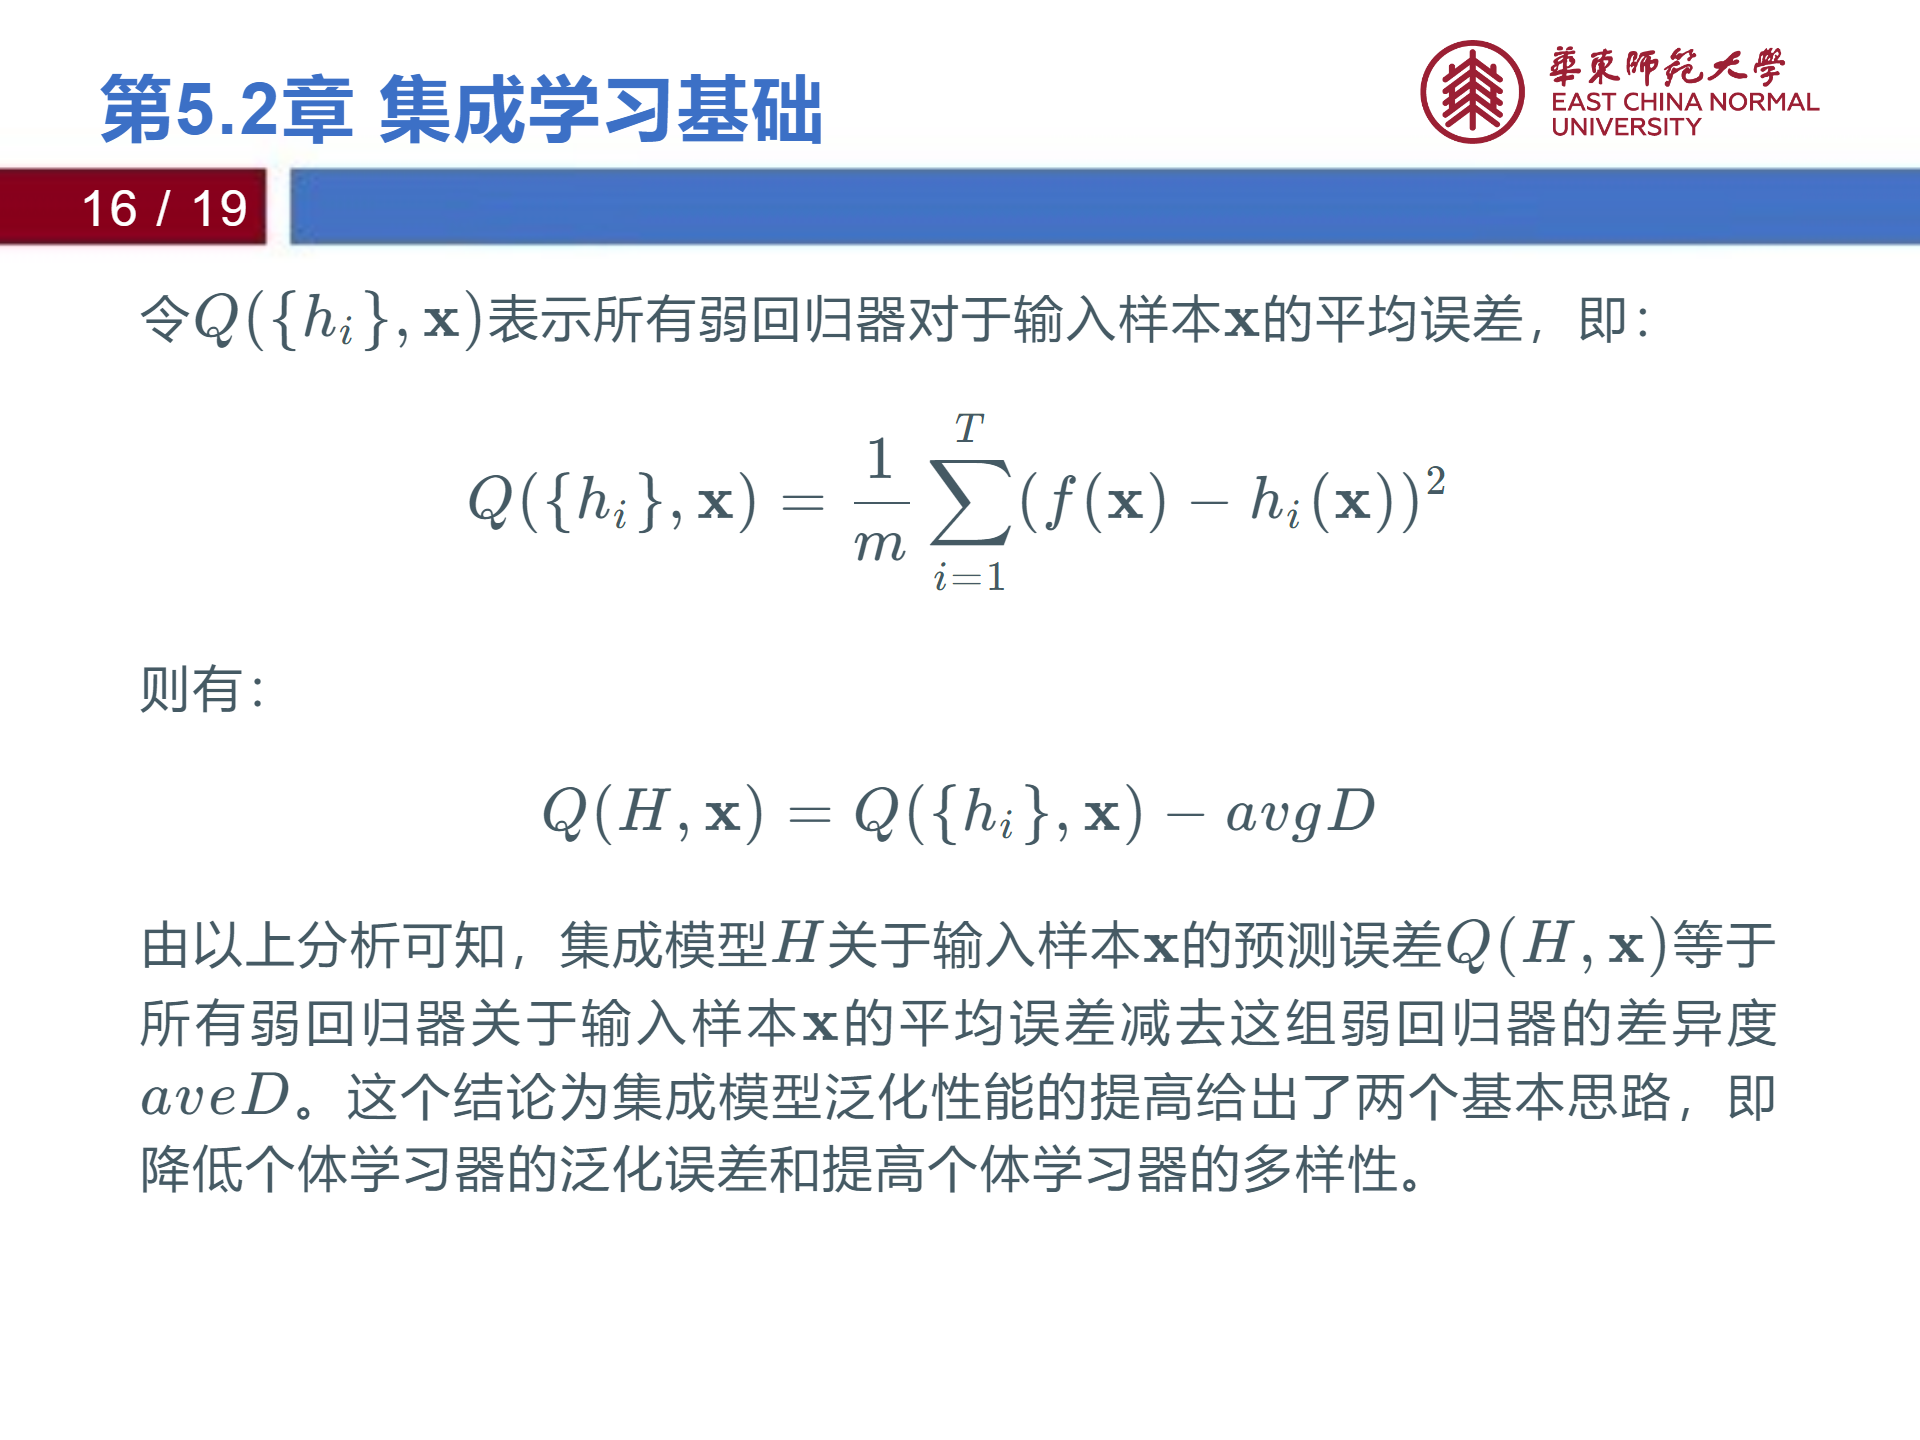 第5.2章 集成学习基础
華東師範大學
EAST CHINA NORMAL
UNIVERSITY
16 / 19
令Q({h_i}, x)表示所有弱回归器对于输入样本x的平均误差，即：
Q({h_i}, x) = \frac{1}{m} \sum_{i=1}^{T} (f(x) − h_i(x))^2
则有：
Q(H, x) = Q({h_i}, x) − avgD
由以上分析可知，集成模型H关于输入样本x的预测误差Q(H, x)等于
所有弱回归器关于输入样本x的平均误差减去这组弱回归器的差异度
aveD。这个结论为集成模型泛化性能的提高给出了两个基本思路，即
降低个体学习器的泛化误差和提高个体学习器的多样性。